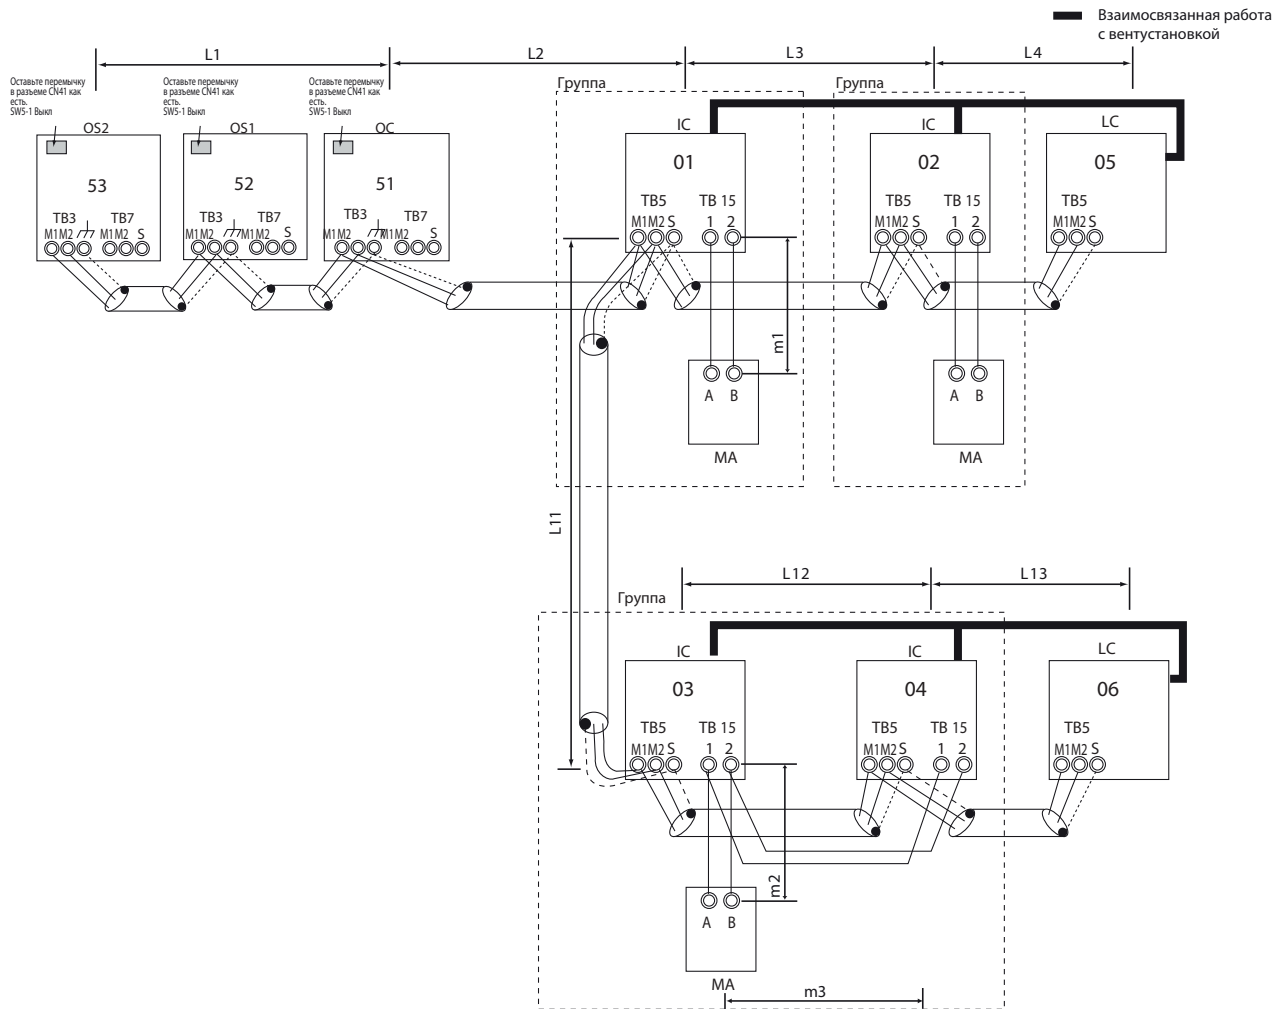 Взаимосвязанная работа
с вентустановкой
L1
L2
L3
L4
Оставьте перемычку
в разъеме CN41 как
есть.
SW5-1 Выкл
Оставьте перемычку
в разъеме CN41 как
есть.
SW5-1 Выкл
Оставьте перемычку
в разъеме CN41 как
есть.
SW5-1 Выкл
Группа
Группа
OS2
OS1
OC
IC
IC
LC
53
52
51
01
02
05
TB3
TB7
M1M2
M1M2 S
TB3
TB7
M1M2
M1M2 S
TB3
TB7
M1M2
M1M2 S
TB5
TB 15
M1M2 S
1 2
TB5
TB 15
M1M2 S
1 2
TB5
M1M2 S
m1
A B
MA
A B
MA
L11
L12
L13
Группа
IC
IC
LC
03
04
06
TB5
TB 15
M1M2 S
1 2
TB5
TB 15
M1M2 S
1 2
TB5
M1M2 S
m2
A B
MA
m3